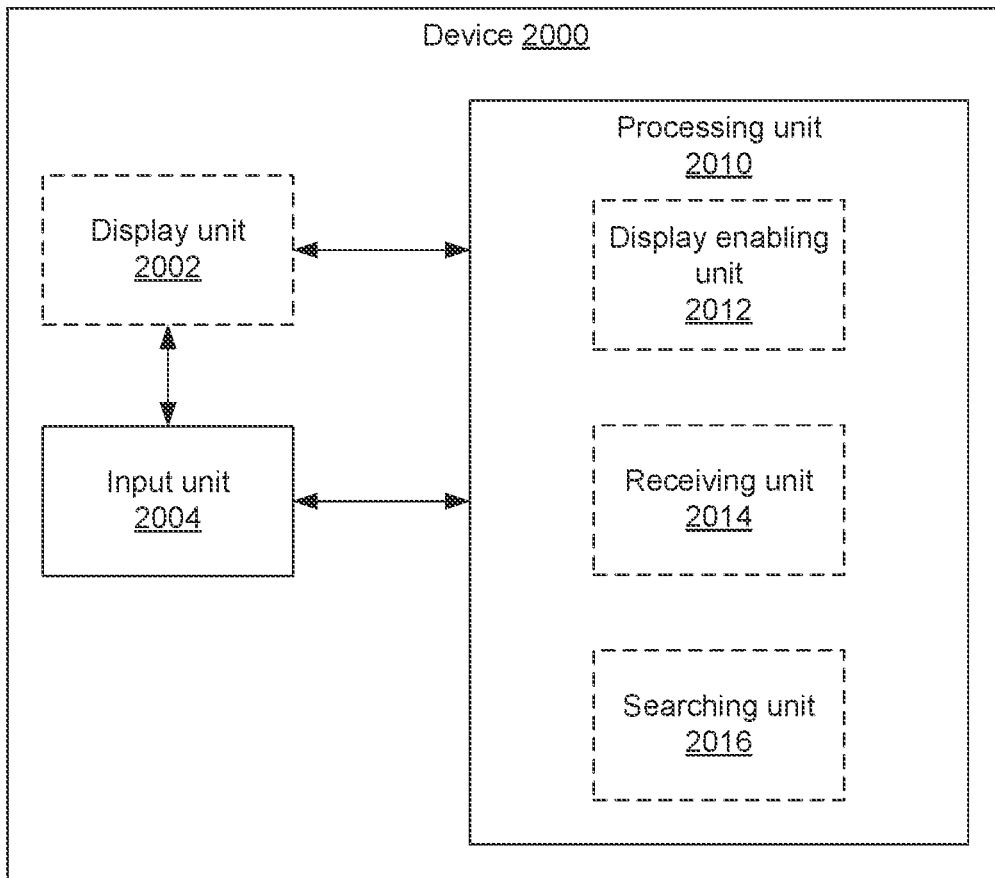 Device 2000
Processing unit
2010
Display unit
2002
Display enabling
unit
2012
Input unit
2004
Receiving unit
2014
Searching unit
2016